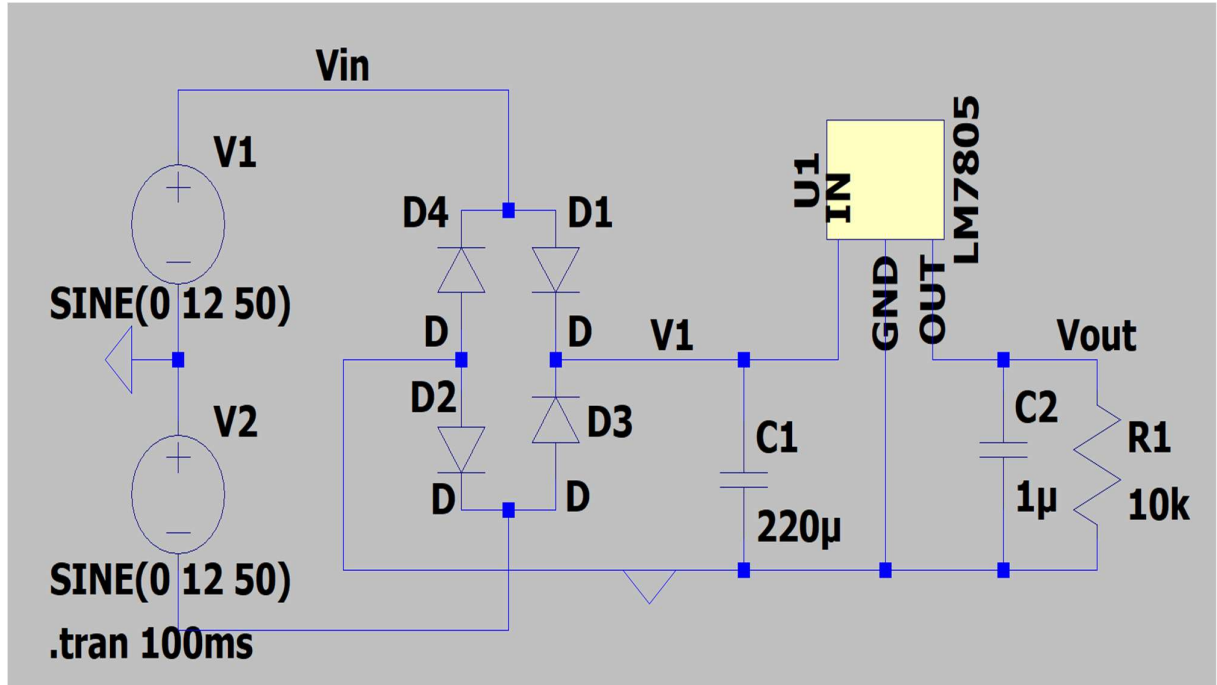 Vin
V1
SINE(0 12 50)
V2
SINE(0 12 50)
.tran 100ms
D4
D1
D
D
D2
D3
D
D
V1
C1
220µ
U1
IN
GND
OUT
LM7805
Vout
C2
1µ
R1
10k